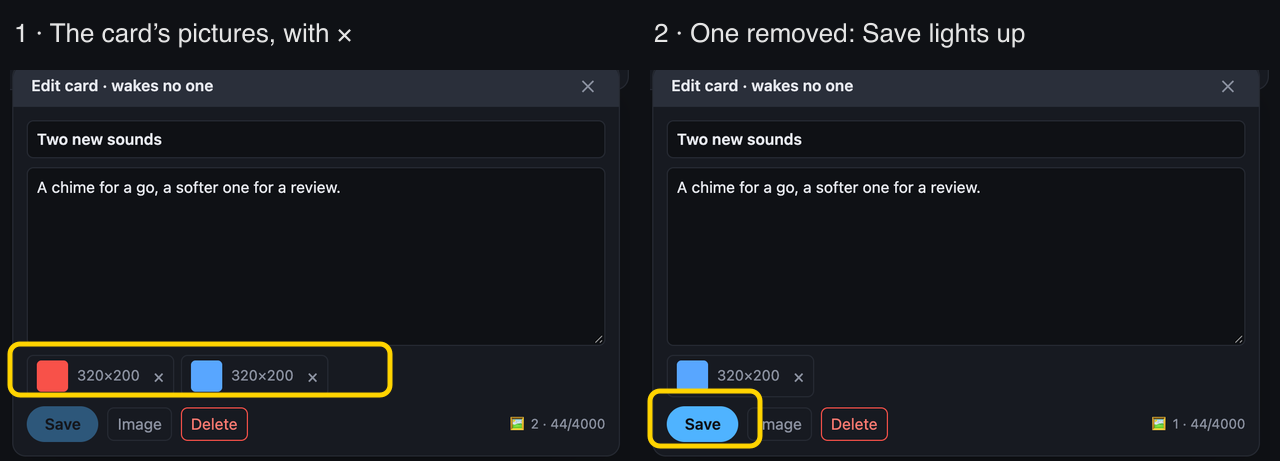 1 · The card’s pictures, with ×
Edit card · wakes no one ×
Two new sounds
A chime for a go, a softer one for a review.
320×200 × 320×200 ×
Save Image Delete 2 · 44/4000
2 · One removed: Save lights up
Edit card · wakes no one ×
Two new sounds
A chime for a go, a softer one for a review.
320×200 ×
Save mage Delete 1 · 44/4000